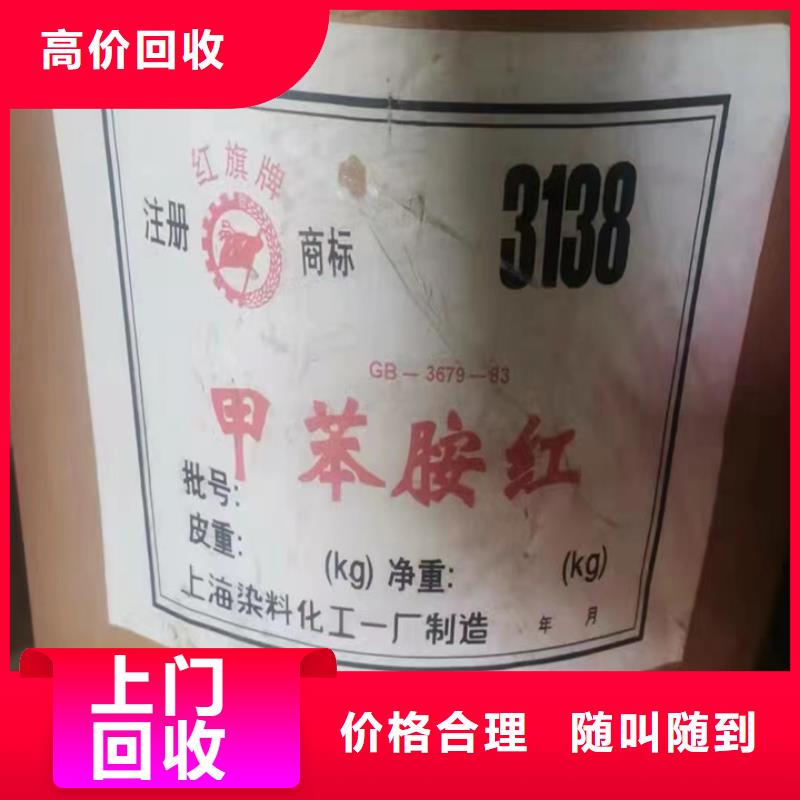 高价回收
红旗牌
注册 商标
3138
GB-3679-83
甲苯胺红
批号:
皮重: (kg) 净重: (kg)
上海染料化工一厂制造 年 月
上门
回收
价格合理 随叫随到